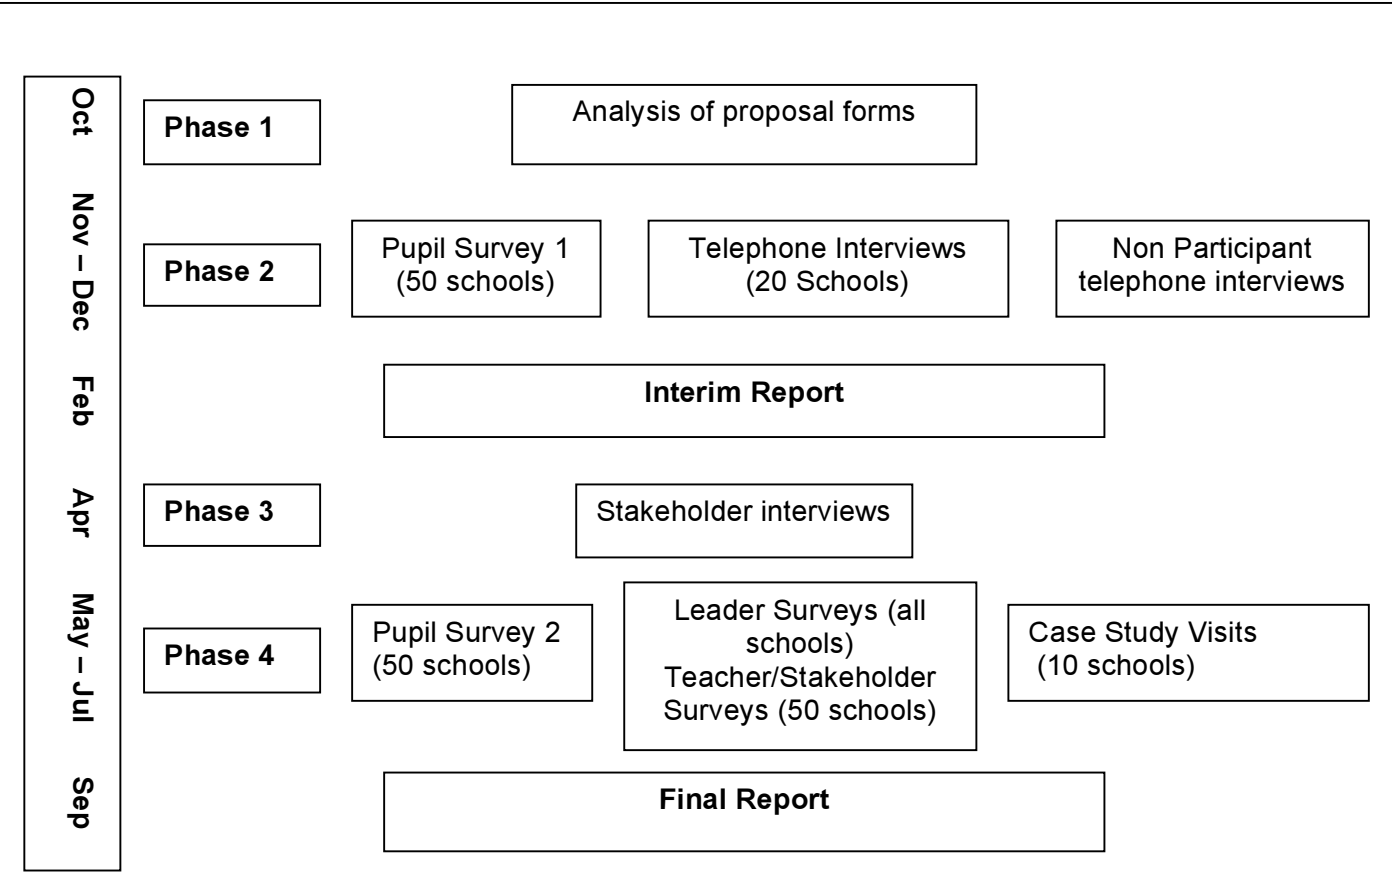 Oct
Phase 1
Analysis of proposal forms
Nov – Dec
Phase 2
Pupil Survey 1
(50 schools)
Telephone Interviews
(20 Schools)
Non Participant
telephone interviews
Feb
Interim Report
Apr
Phase 3
Stakeholder interviews
May – Jul
Phase 4
Pupil Survey 2
(50 schools)
Leader Surveys (all
schools)
Teacher/Stakeholder
Surveys (50 schools)
Case Study Visits
(10 schools)
Sep
Final Report